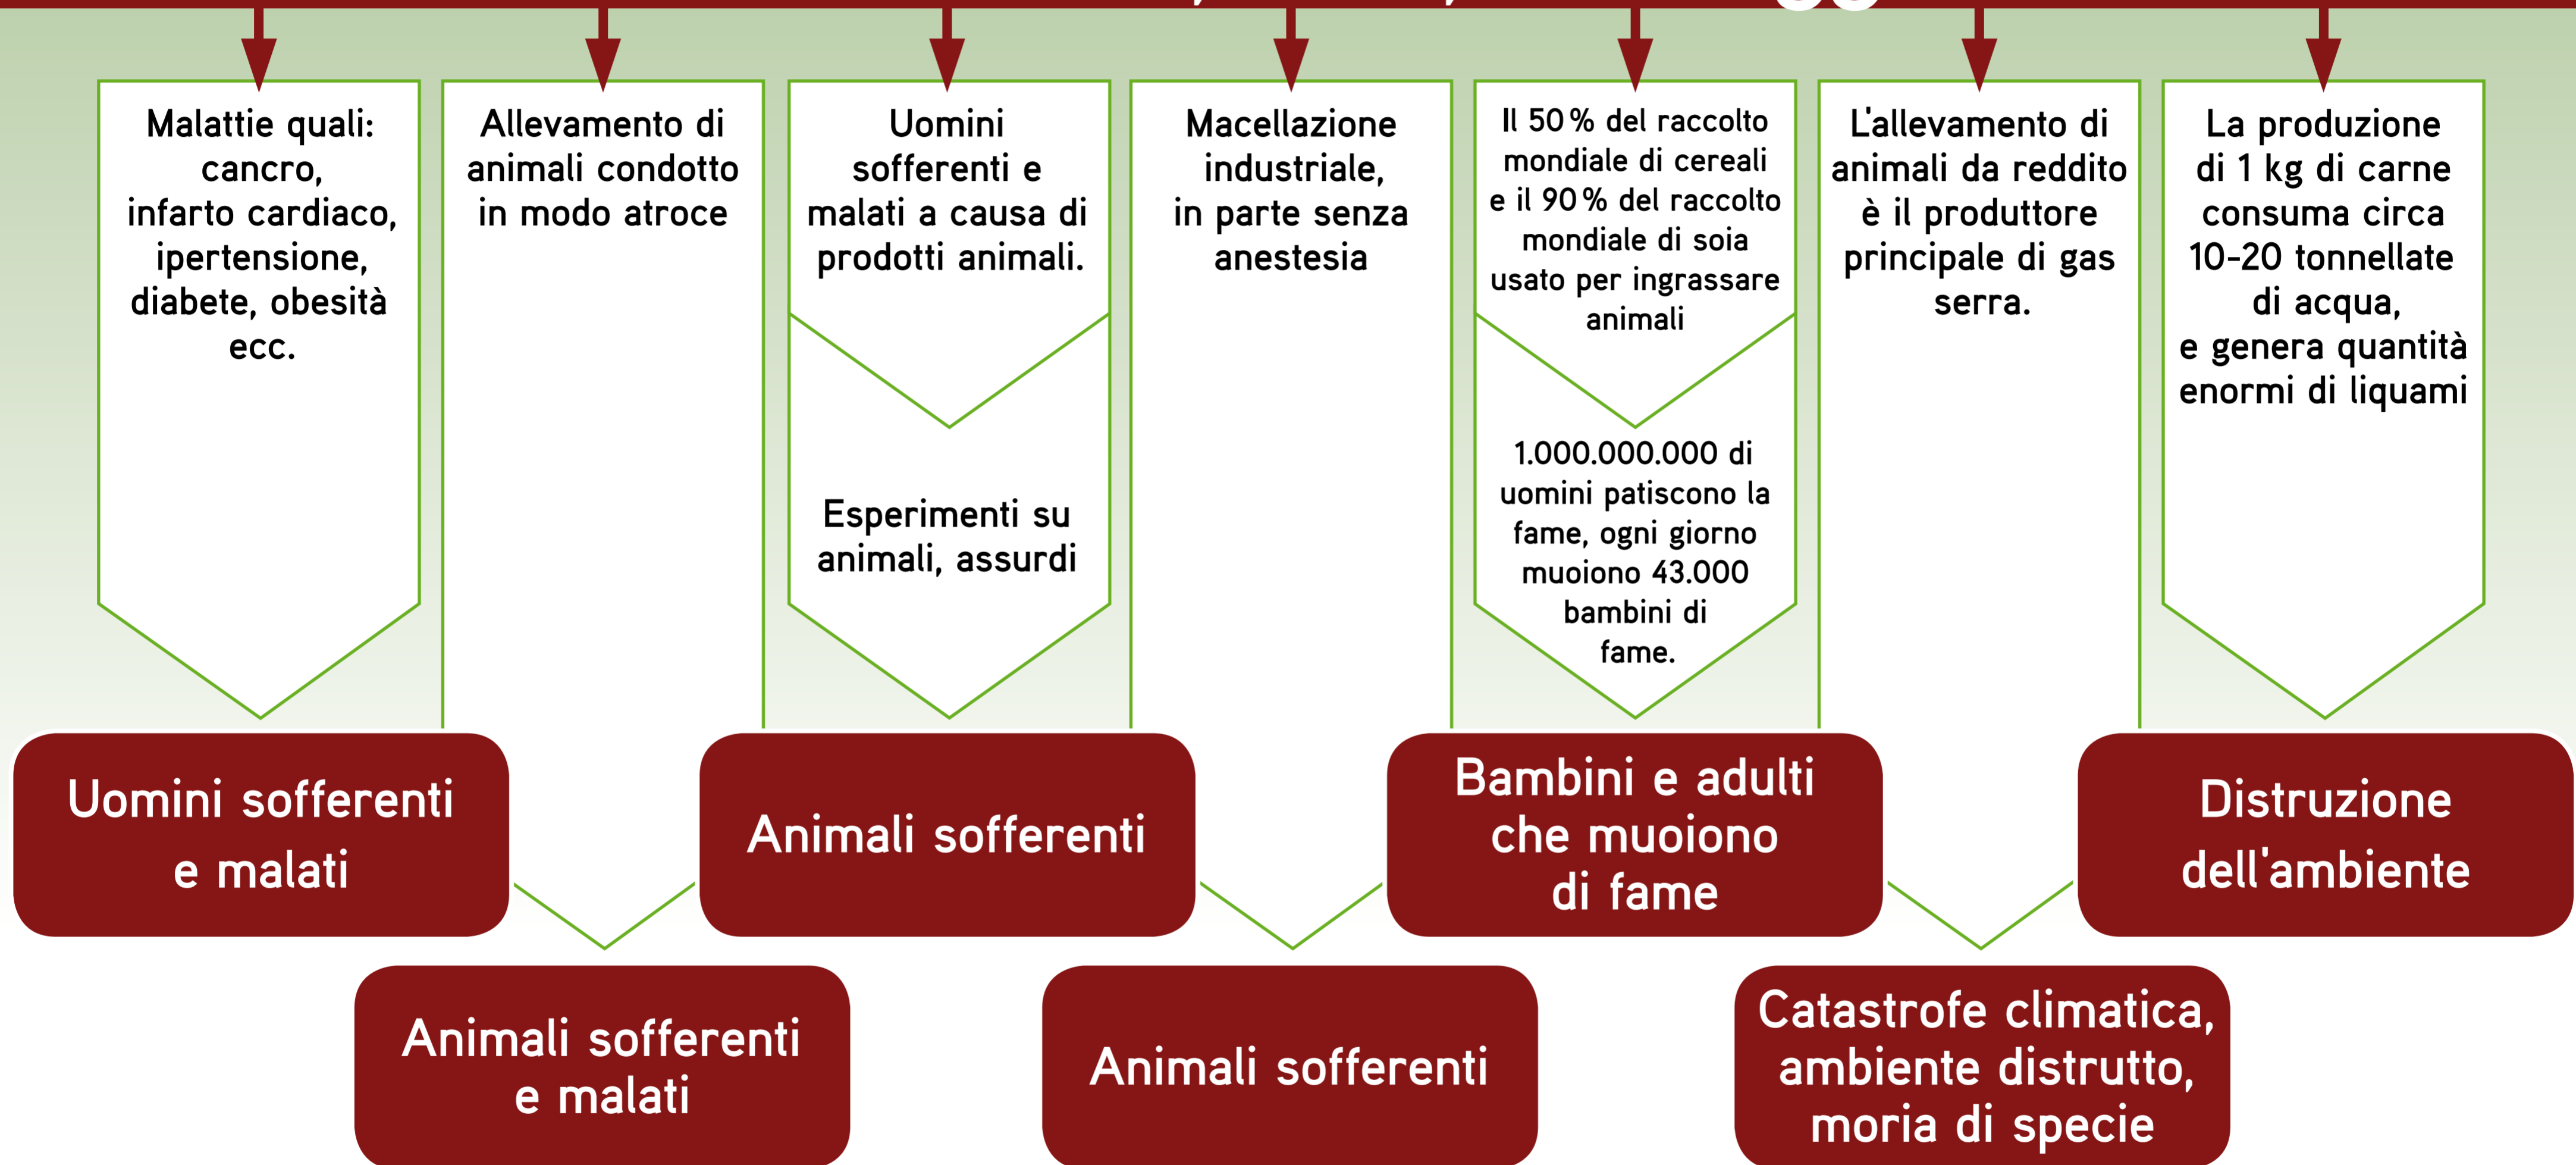 Malattie quali:
cancro,
infarto cardiaco,
ipertensione,
diabete, obesità
ecc.
Allevamento di
animali condotto
in modo atroce
Uomini
sofferenti e
malati a causa di
prodotti animali.
Esperimenti su
animali, assurdi
Macellazione
industriale,
in parte senza
anestesia
Il 50 % del raccolto
mondiale di cereali
e il 90 % del raccolto
mondiale di soia
usato per ingrassare
animali
1.000.000.000 di
uomini patiscono la
fame, ogni giorno
muoiono 43.000
bambini di
fame.
L'allevamento di
animali da reddito
è il produttore
principale di gas
serra.
La produzione
di 1 kg di carne
consuma circa
10-20 tonnellate
di acqua,
e genera quantità
enormi di liquami
Uomini sofferenti
e malati
Animali sofferenti
Bambini e adulti
che muoiono
di fame
Distruzione
dell'ambiente
Animali sofferenti
e malati
Animali sofferenti
Catastrofe climatica,
ambiente distrutto,
moria di specie